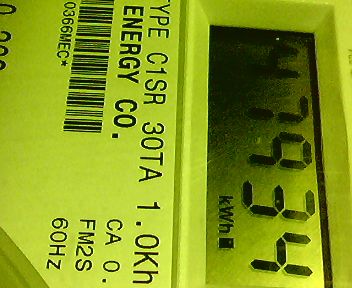 47934
kWh
TYPE C1SR 30TA 1.0Kh
ENERGY CO. CA 0.
FM2S
0366MEC* 60Hz